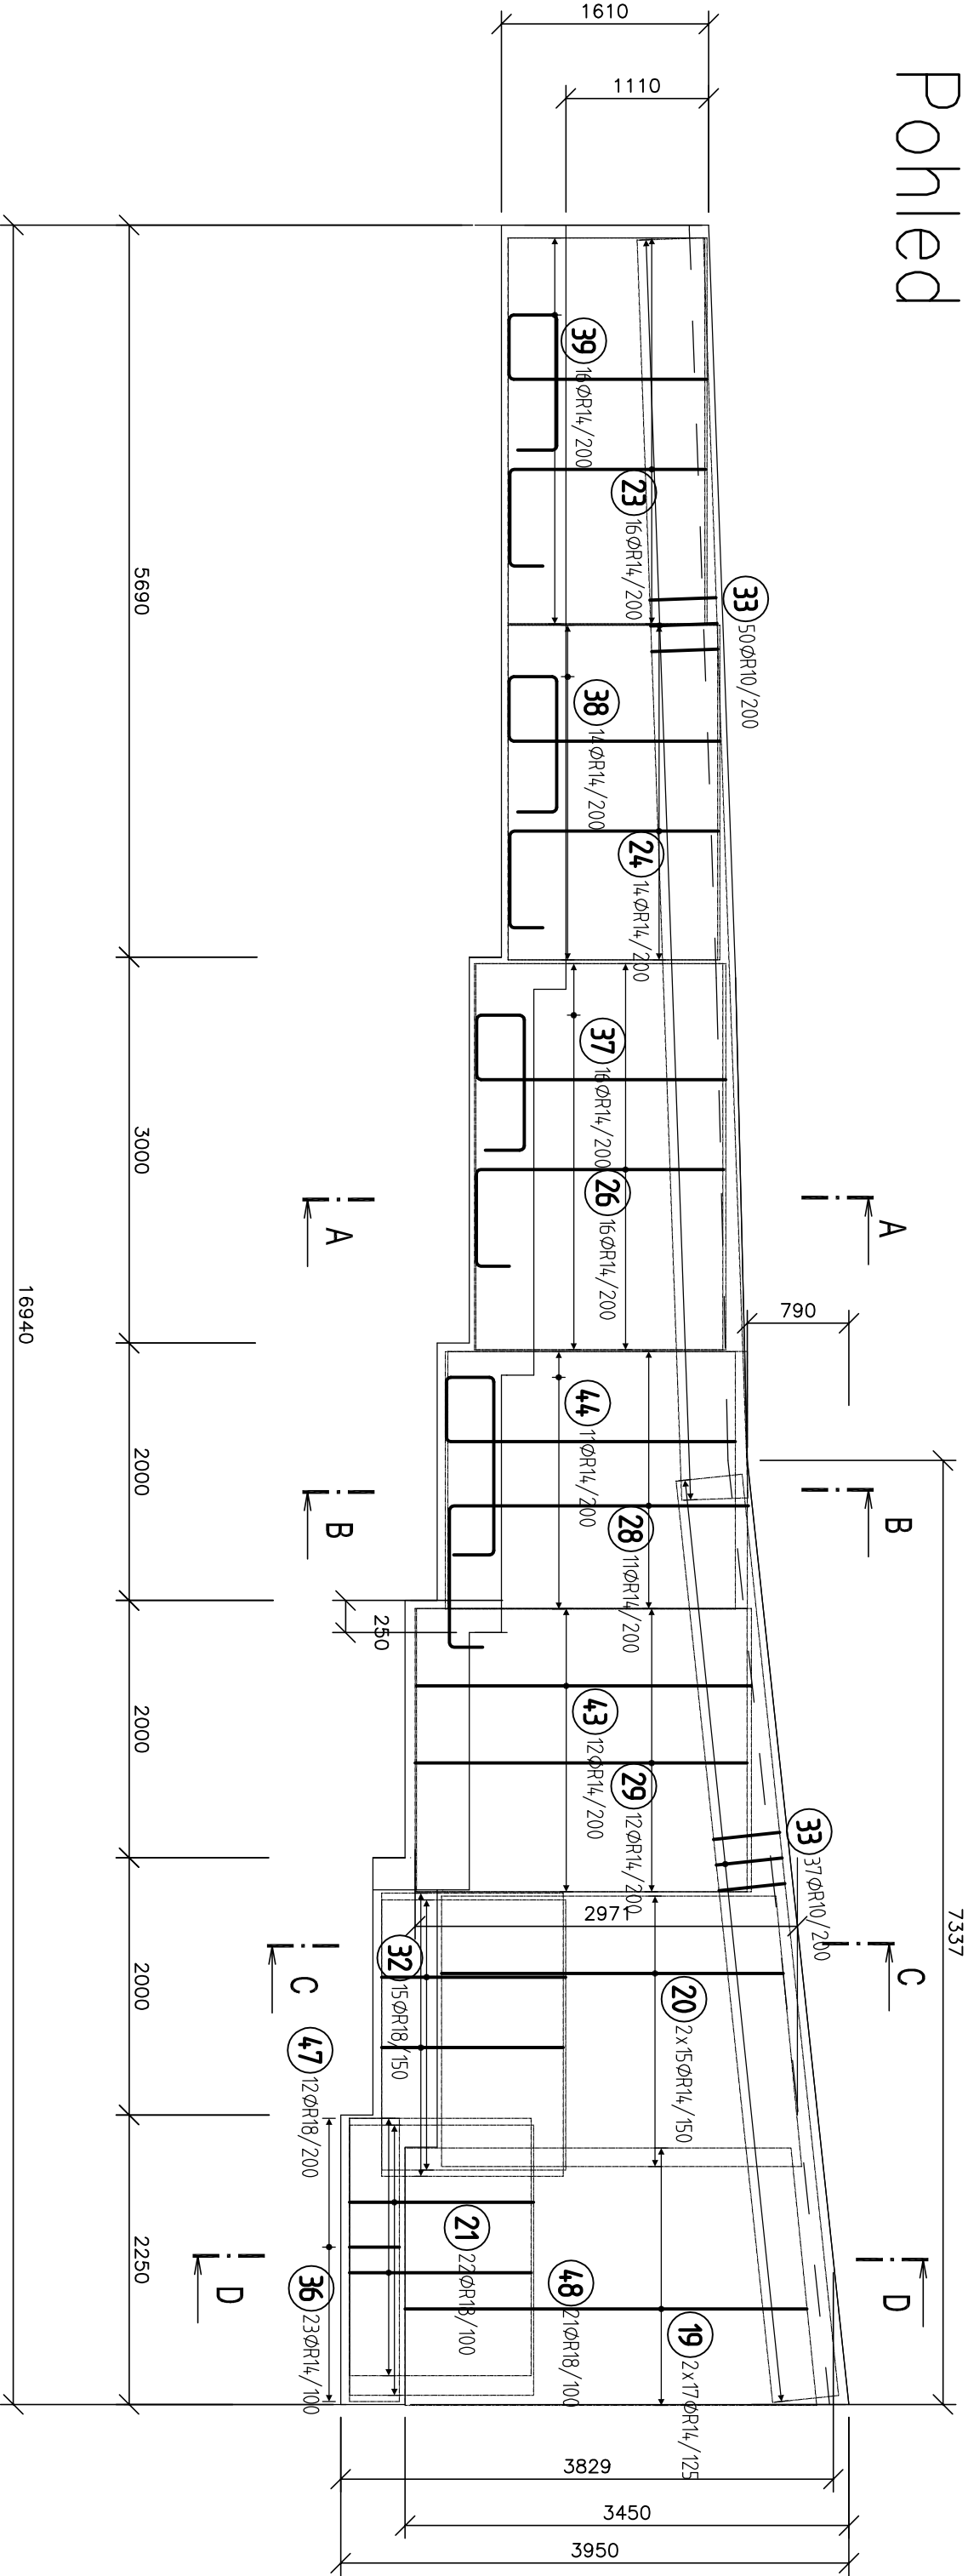 Pohled
1610
1110
39 16ØR14/200
23 16ØR14/200
33 50ØR10/200
38 14ØR14/200
24 14ØR14/200
37 16ØR14/200
26 16ØR14/200
A
A
790
44 11ØR14/200
28 11ØR14/200
B
B
250
43 12ØR14/200
29 12ØR14/200
33 37ØR10/200
2971
7337
C
C
32 15ØR18/150
20 2x15ØR14/150
47 12ØR18/200
21 22ØR18/100
48 21ØR18/100
36 23ØR14/100
19 2x17ØR14/125
D
D
5690
3000
2000
2000
2000
2250
16940
3829
3450
3950